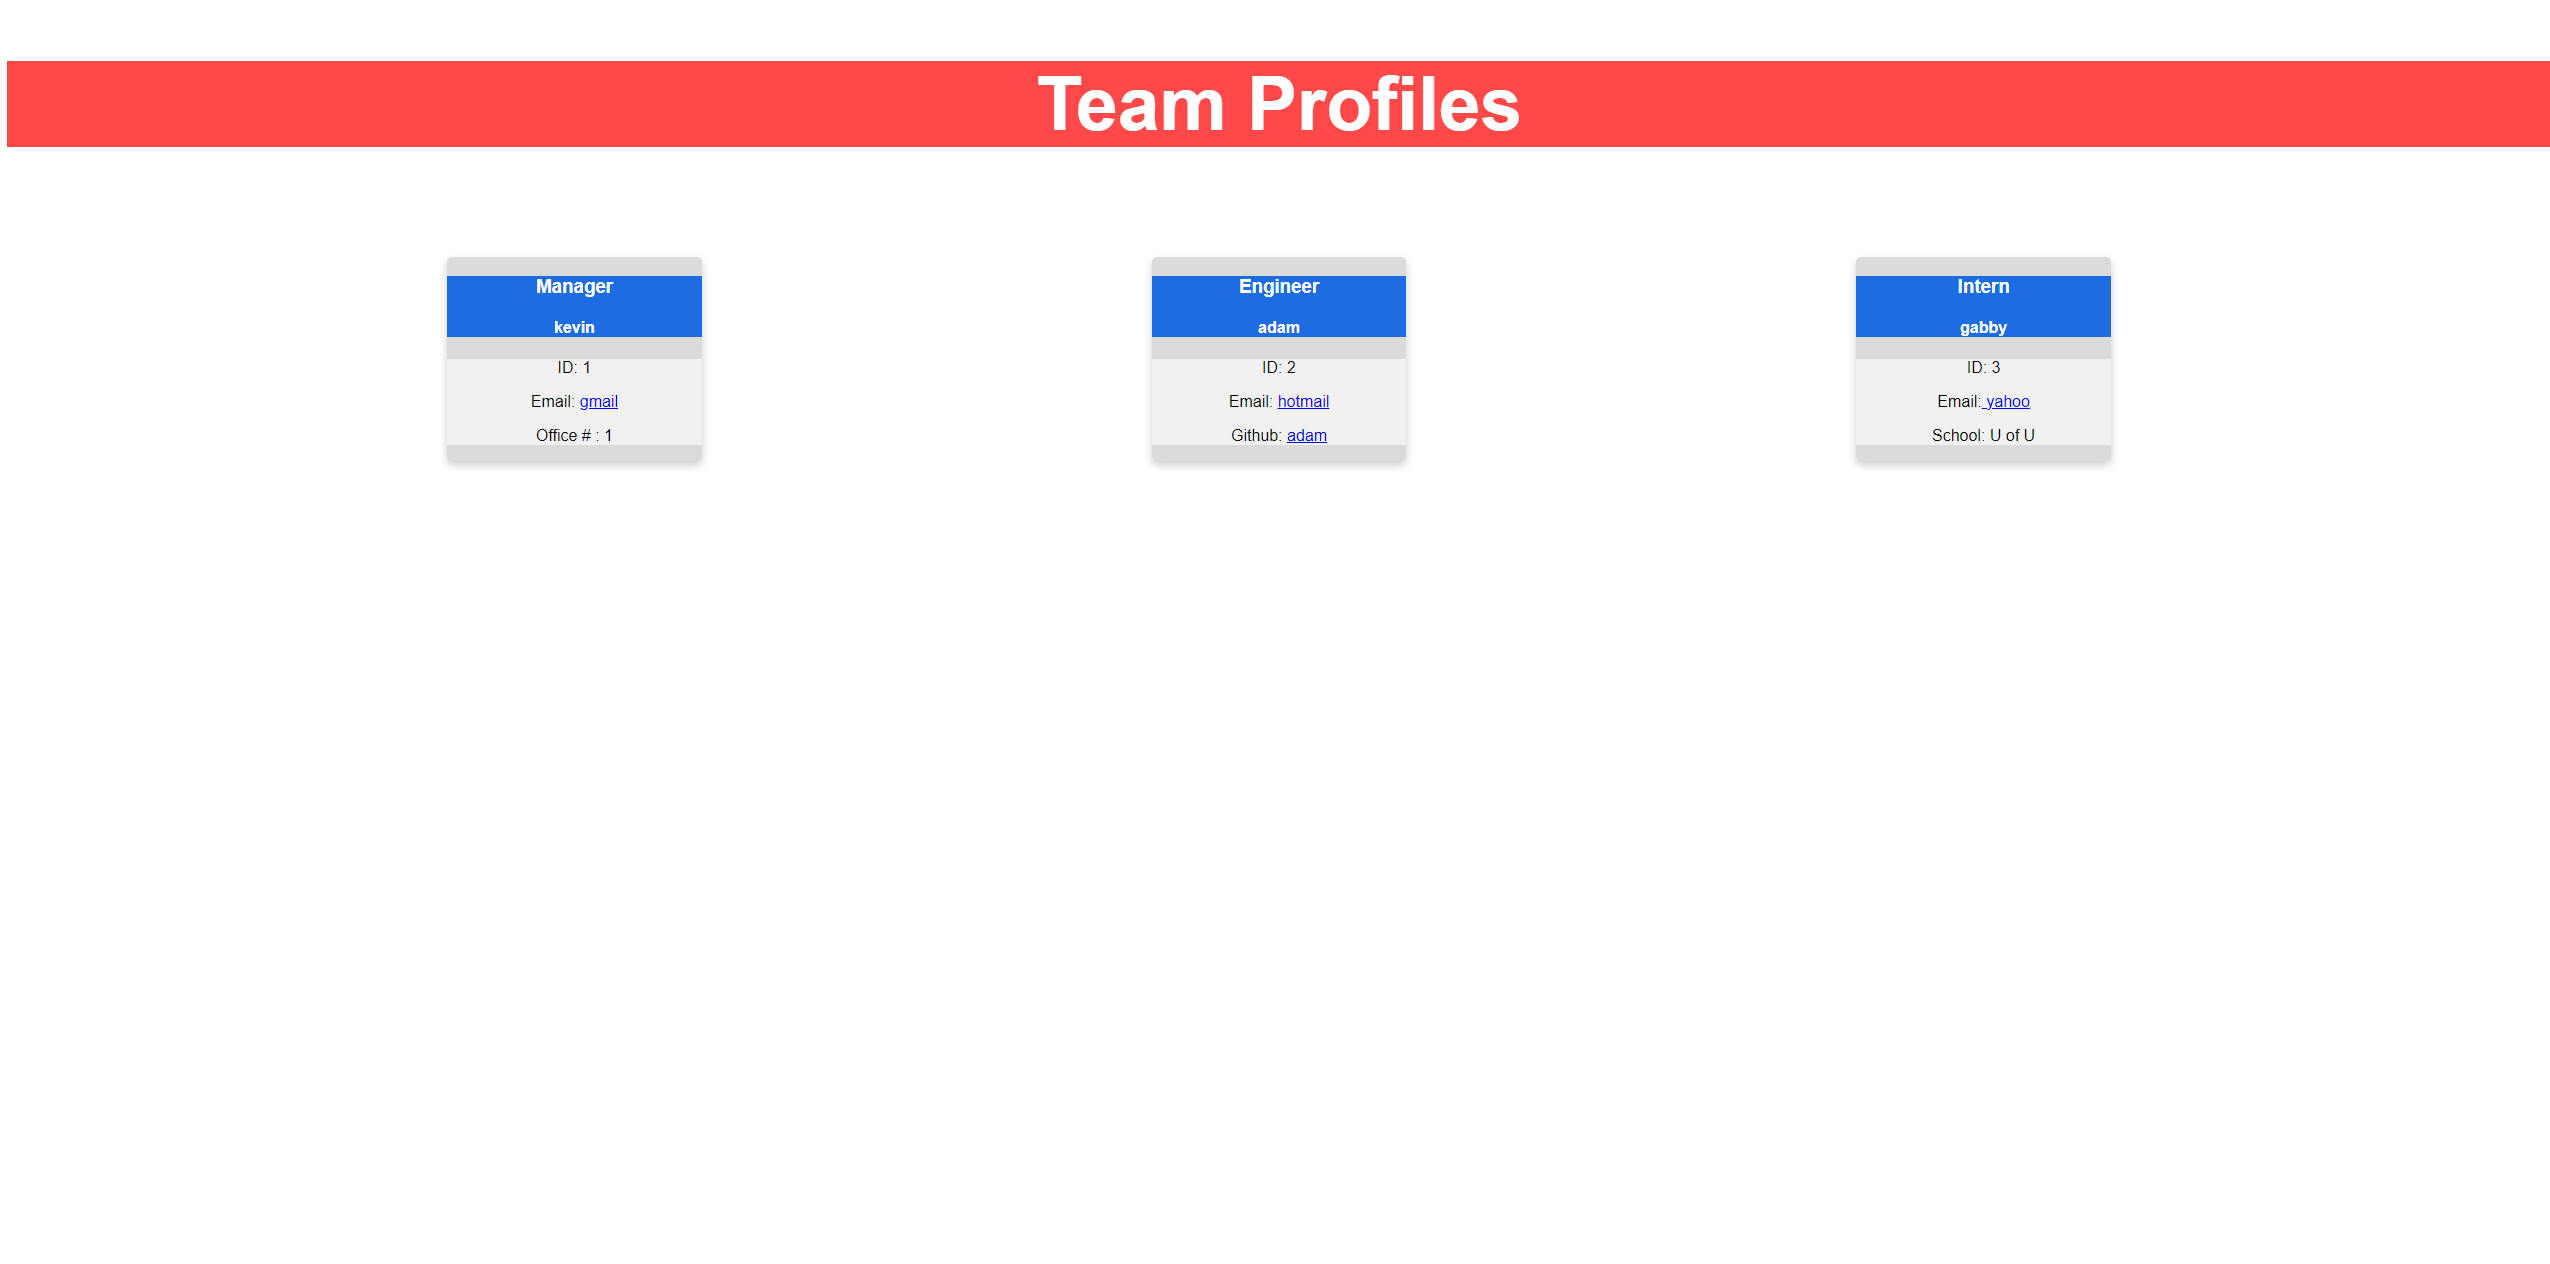 Team Profiles
Manager
kevin
ID: 1
Email: gmail
Office # : 1
Engineer
adam
ID: 2
Email: hotmail
Github: adam
Intern
gabby
ID: 3
Email: yahoo
School: U of U